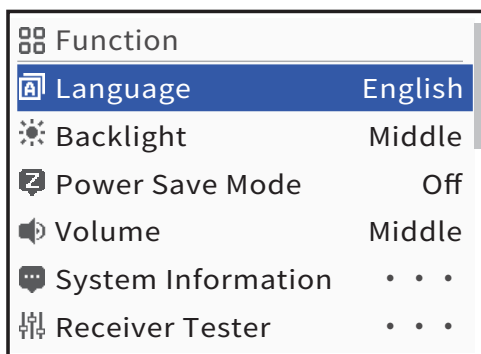 Function
Language English
Backlight Middle
Power Save Mode Off
Volume Middle
System Information • • •
Receiver Tester • • •